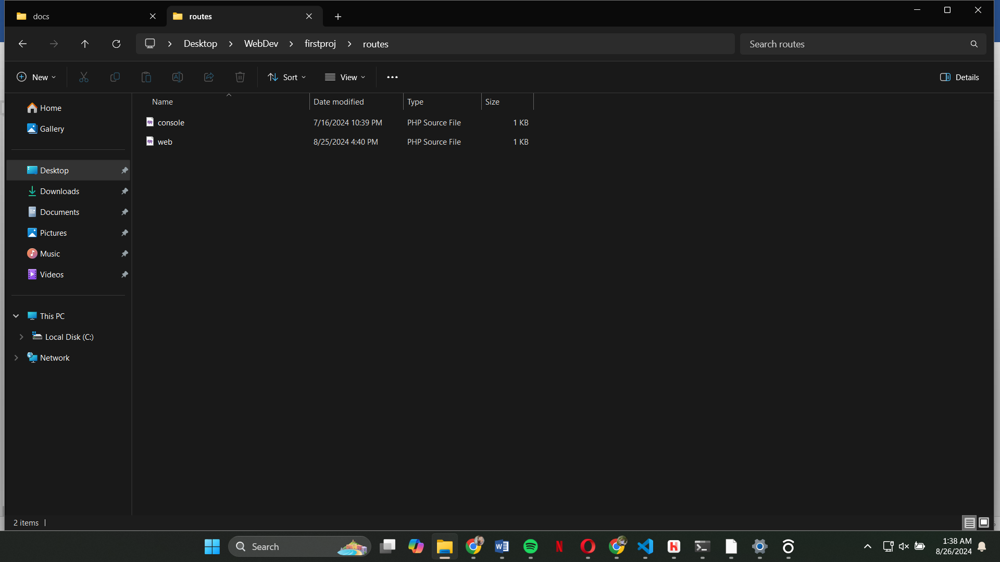 docs
routes
Desktop
WebDev
firstproj
routes
Search routes
New
Sort
View
Details
Name
Date modified
Type
Size
console
7/16/2024 10:39 PM
PHP Source File
1 KB
web
8/25/2024 4:40 PM
PHP Source File
1 KB
Home
Gallery
Desktop
Downloads
Documents
Pictures
Music
Videos
This PC
Local Disk (C:)
Network
2 items
Search
1:38 AM
8/26/2024